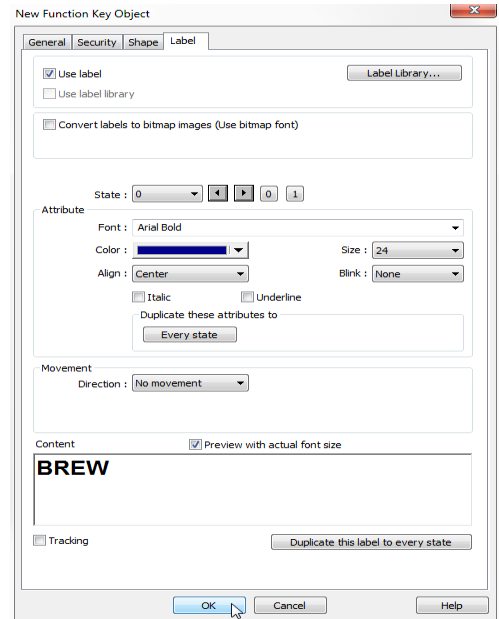 New Function Key Object
General Security Shape Label
Use label
Label Library...
Use label library
Convert labels to bitmap images (Use bitmap font)
State : 0 0 1
Attribute
Font : Arial Bold
Color : Size : 24
Align : Center Blink : None
Italic Underline
Duplicate these attributes to
Every state
Movement
Direction : No movement
Content Preview with actual font size
BREW
Tracking Duplicate this label to every state
OK Cancel Help